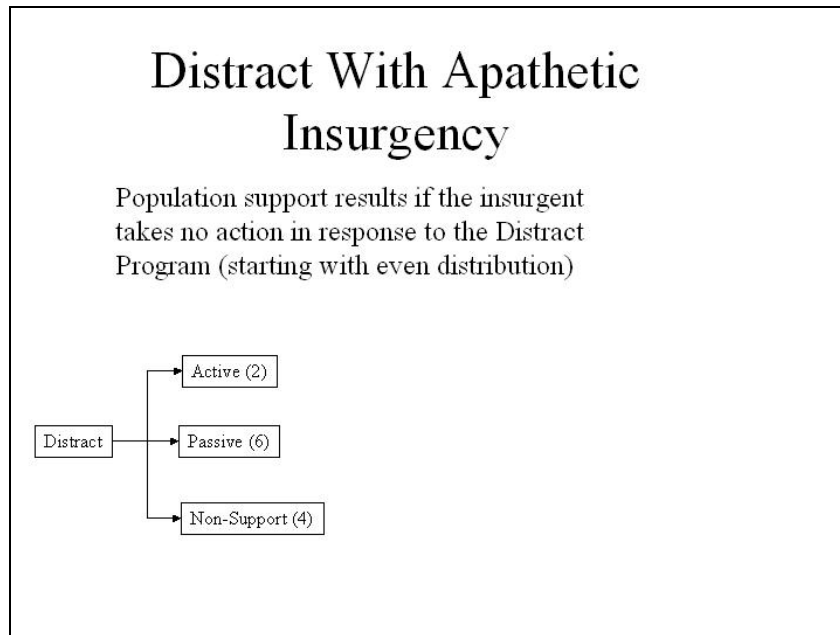 Distract With Apathetic
Insurgency
Population support results if the insurgent
takes no action in response to the Distract
Program (starting with even distribution)
Active (2)
Distract
Passive (6)
Non-Support (4)